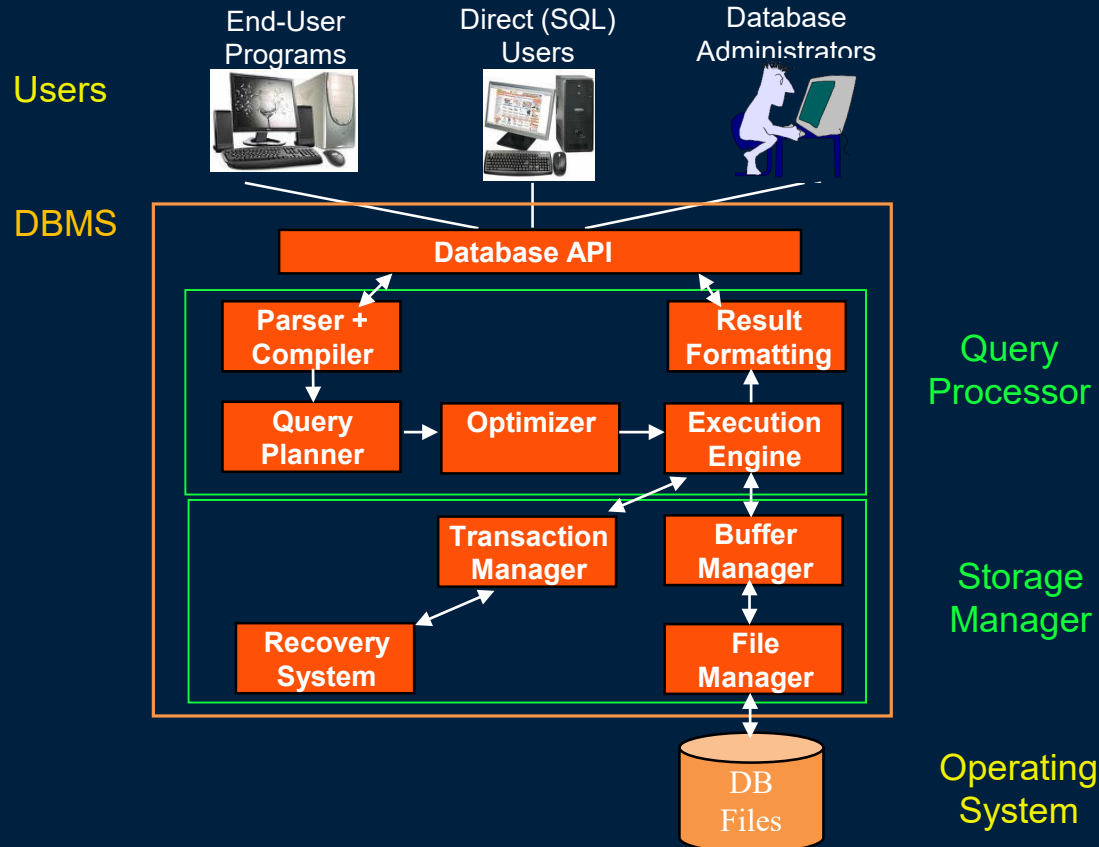 End-User
Programs
Direct (SQL)
Users
Database
Administrators
Users
DBMS
Database API
Parser +
Compiler
Result
Formatting
Query
Processor
Query
Planner
Optimizer
Execution
Engine
Transaction
Manager
Buffer
Manager
Storage
Manager
Recovery
System
File
Manager
DB
Files
Operating
System